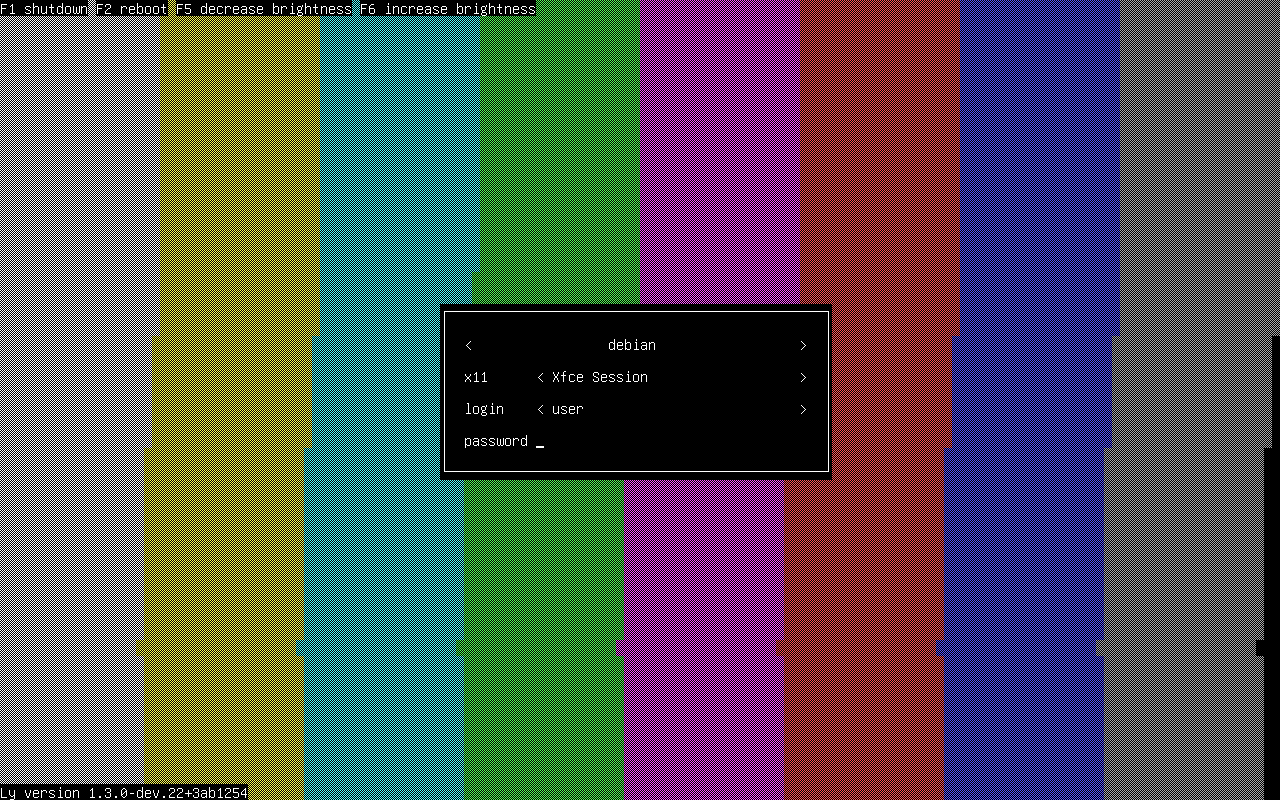 F1 shutdown F2 reboot F5 decrease brightness F6 increase brightness
< debian >
x11 < Xfce Session >
login < user >
password _
Ly version 1.3.0-dev.22+3ab1254